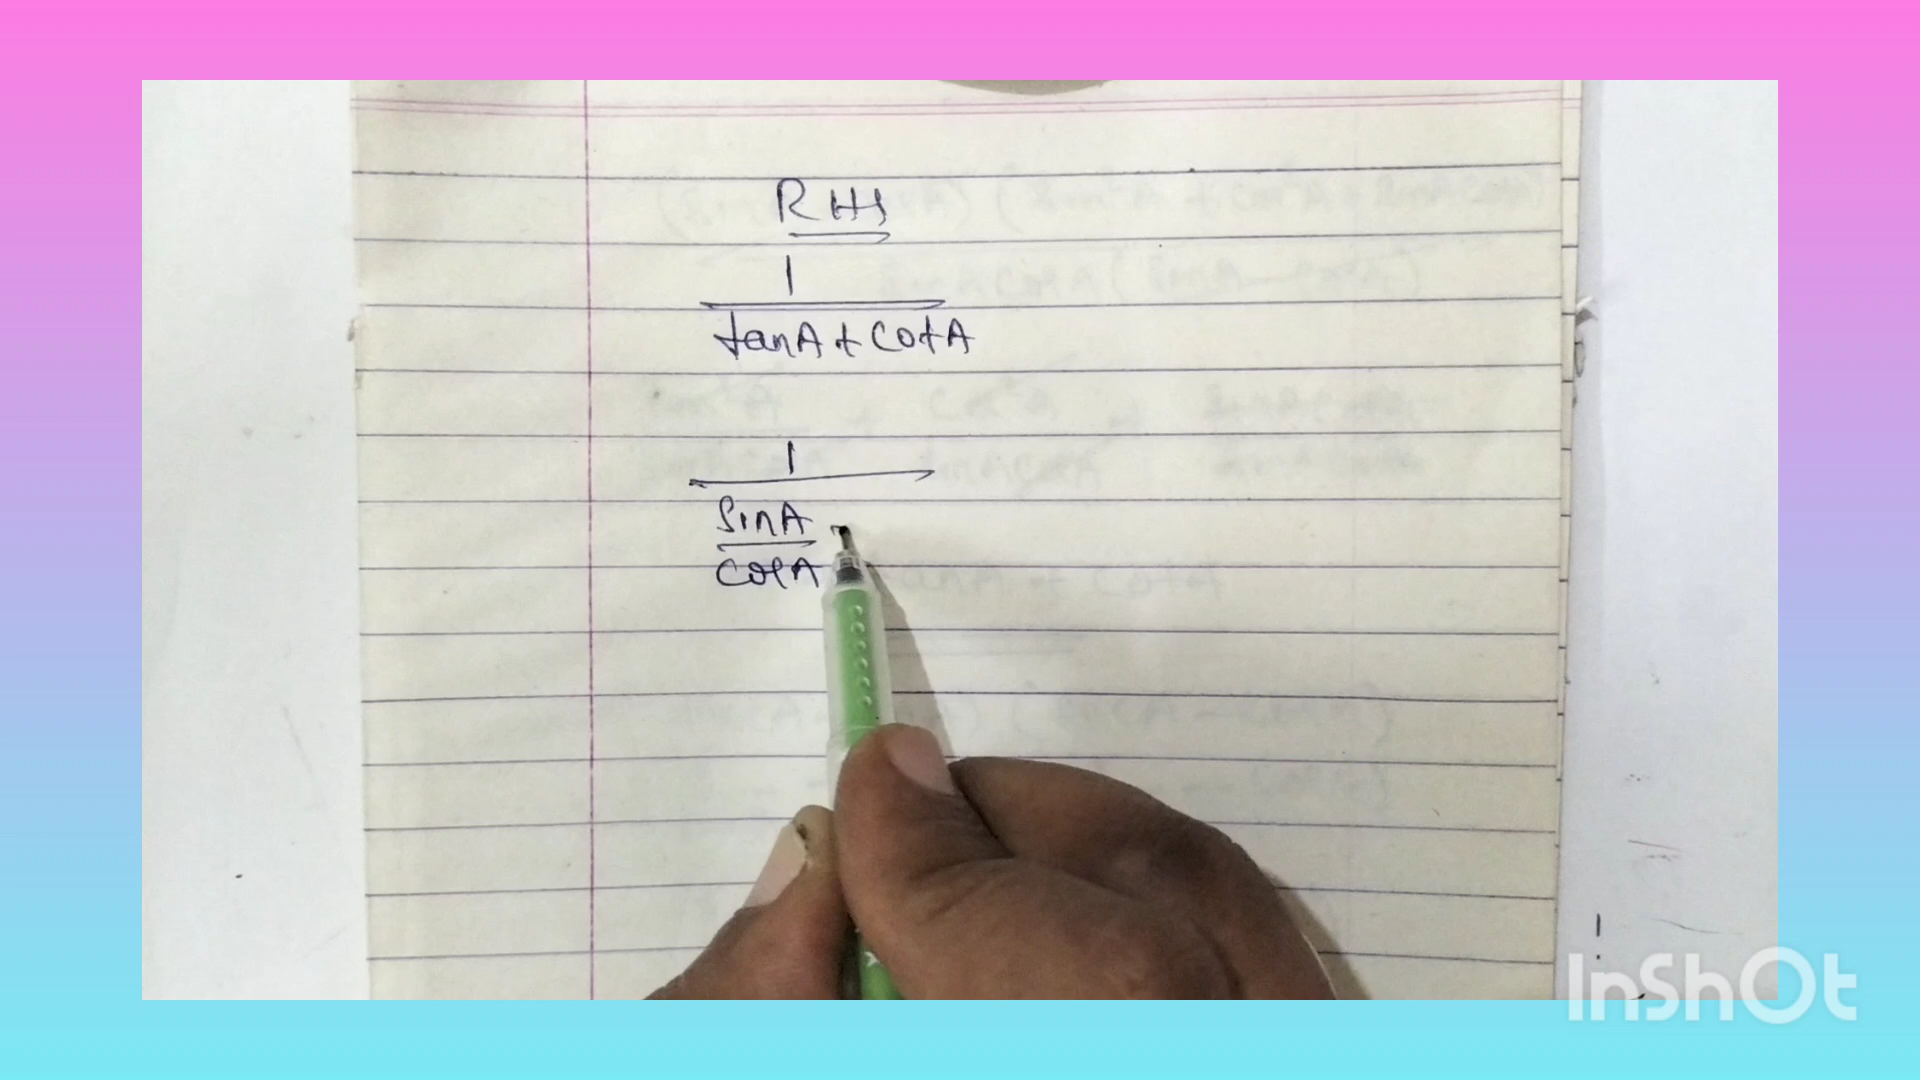 RHS
1
tanA + cotA
1
sinA
cosA
InShOt